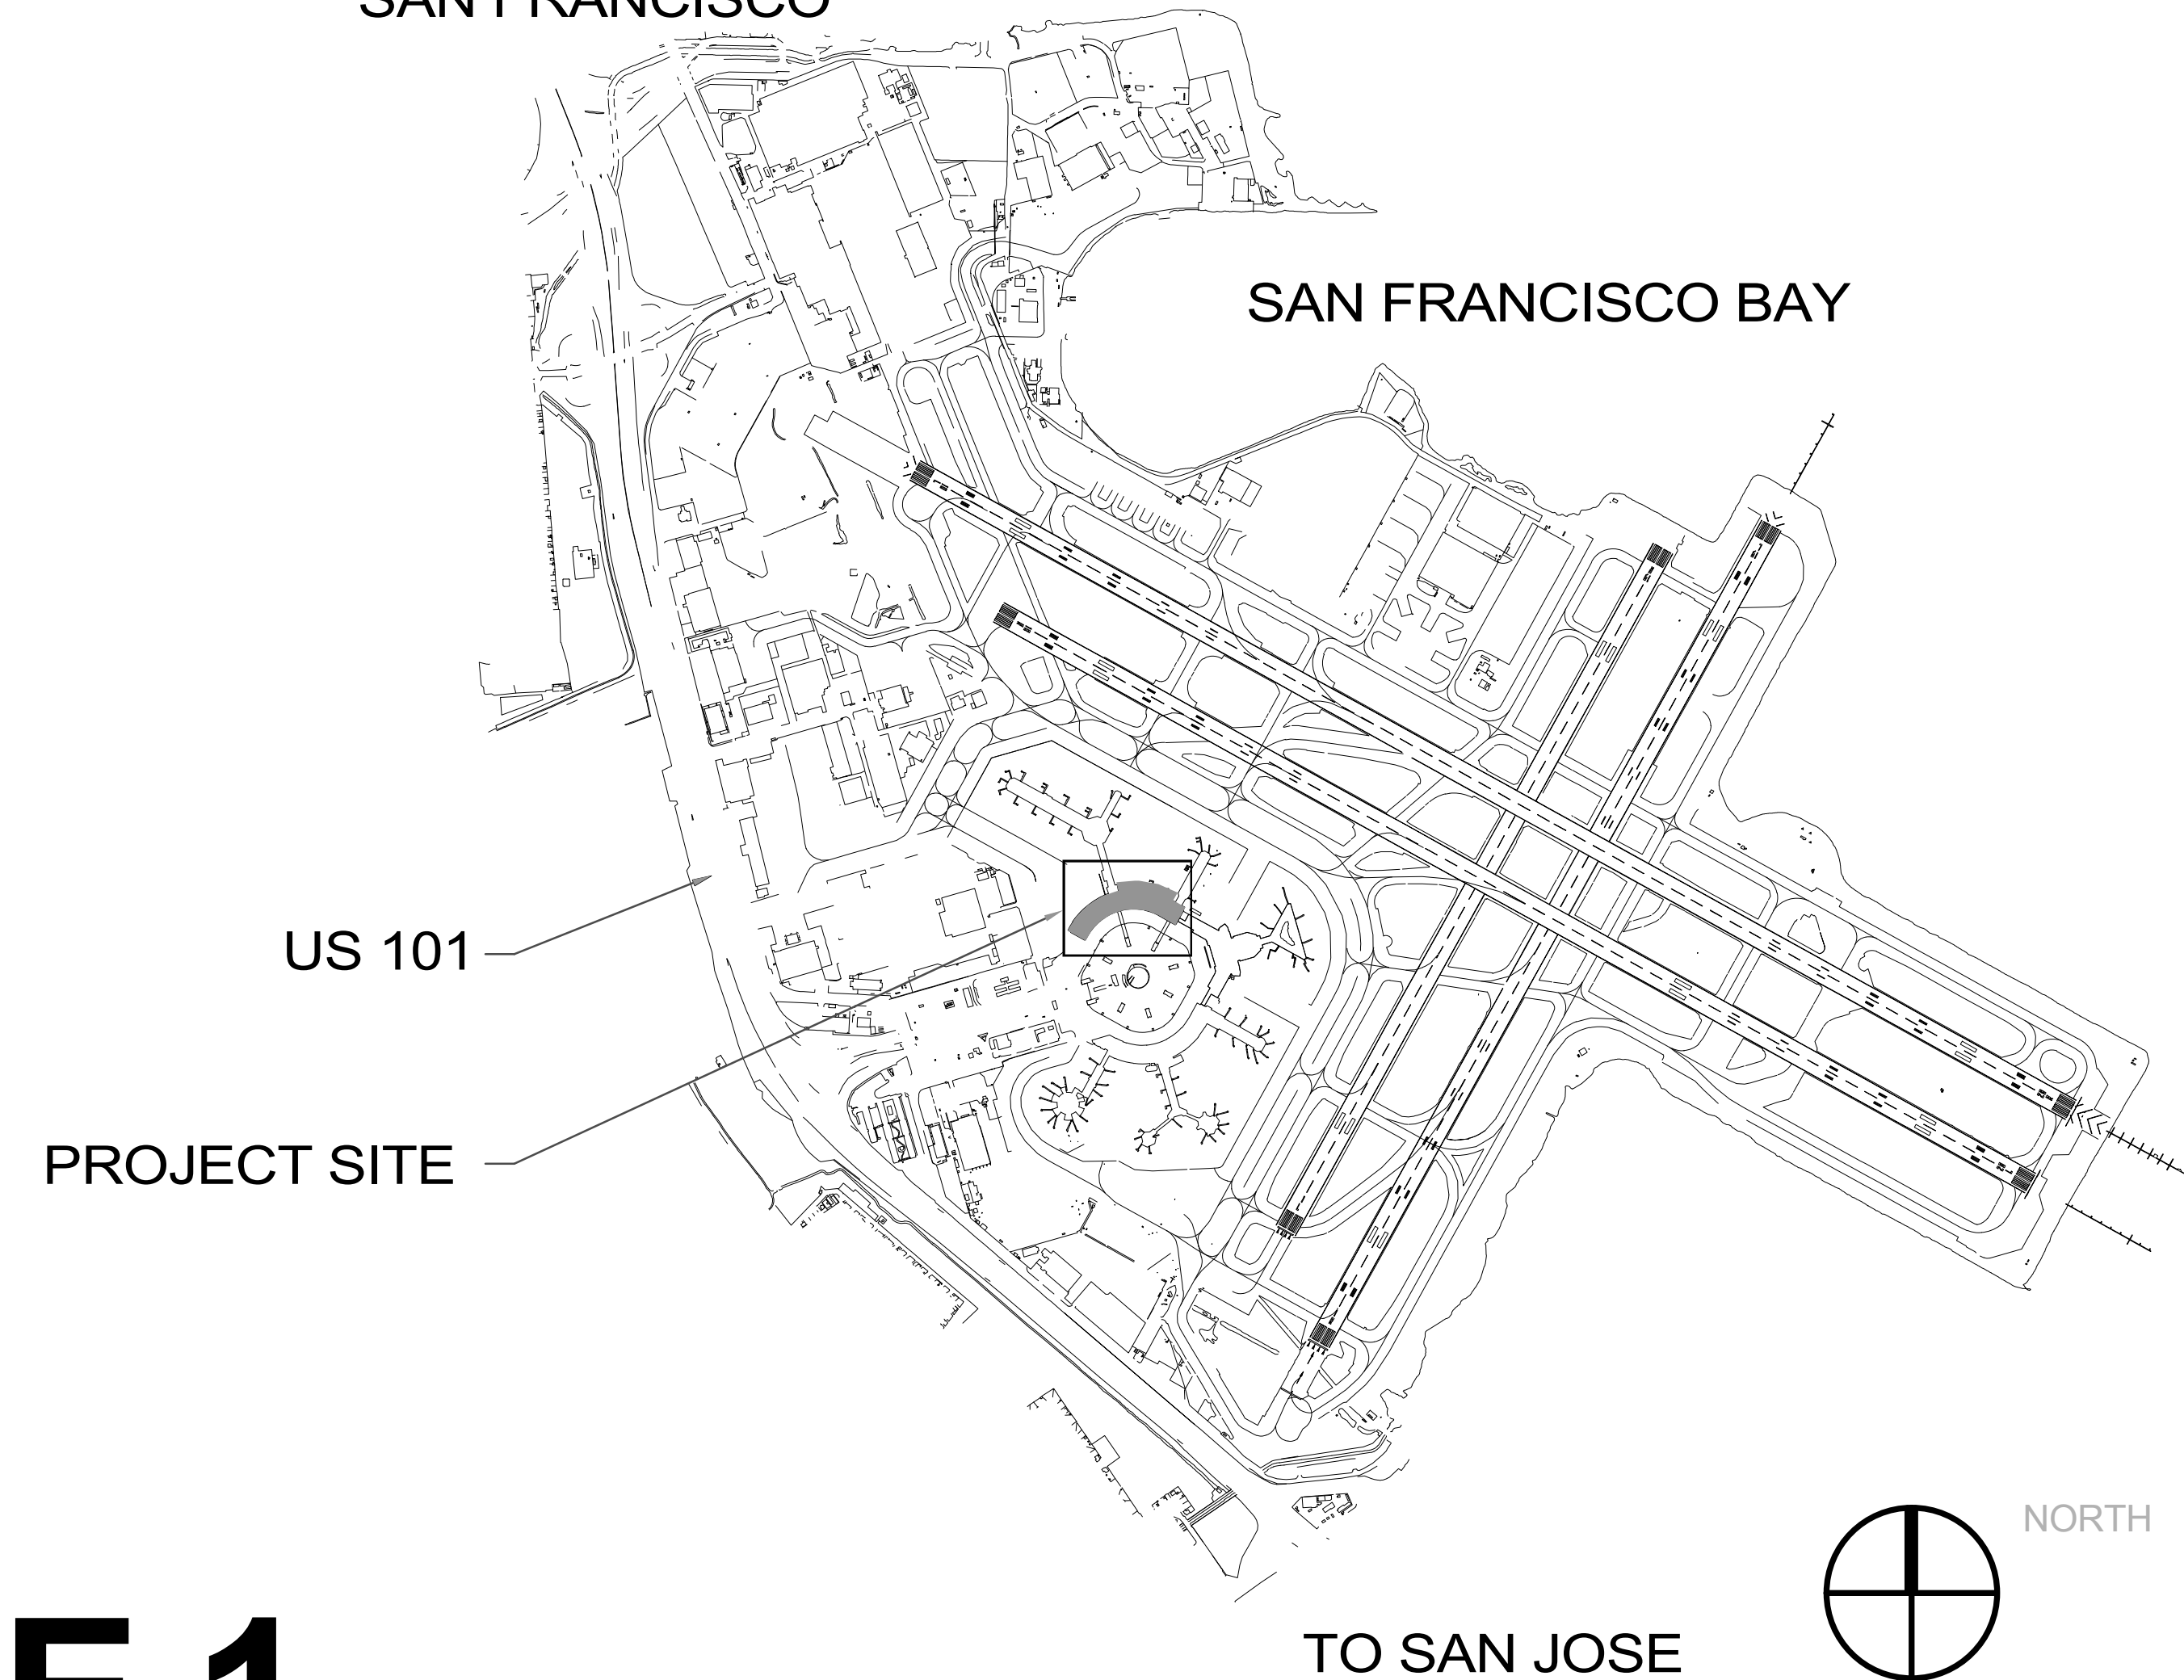 SAN FRANCISCO
SAN FRANCISCO BAY
US 101
PROJECT SITE
NORTH
TO SAN JOSE